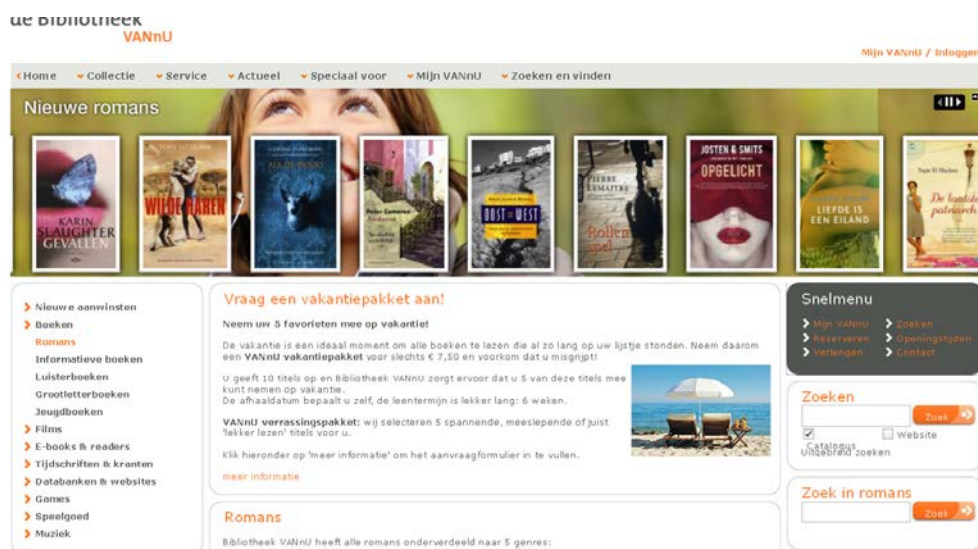 de Bibliotheek
VANnU
Mijn VANnU / Inloggen
Home Collectie Service Actueel Speciaal voor Mijn VANnU Zoeken en vinden
Nieuwe romans
KARIN SLAUGHTER GEVALLEN
WILDE HAREN
Peter Cameron
OOST = WEST
PIERRE LEMAITRE
Rollenspel
JOSTEN & SMITS
OPGELICHT
LIEFDE IS EEN EILAND
Najat El Hachmi
De laatste patriarch
Nieuwe aanwinsten
Boeken
Romans
Informatieve boeken
Luisterboeken
Grootletterboeken
Jeugdboeken
Films
E-books & readers
Tijdschriften & kranten
Databanken & websites
Games
Speelgoed
Muziek
Vraag een vakantiepakket aan!
Neem uw 5 favorieten mee op vakantie!
De vakantie is een ideaal moment om alle boeken te lezen die al zo lang op uw lijstje stonden. Neem daarom
een VANnU vakantiepakket voor slechts € 7,50 en voorkom dat u misgrijpt!
U geeft 10 titels op en Bibliotheek VANnU zorgt ervoor dat u 5 van deze titels mee
kunt nemen op vakantie.
De afhaaldatum bepaalt u zelf, de leentermijn is lekker lang: 6 weken.
VANnU verrassingspakket: wij selecteren 5 spannende, meeslepende of juist
'lekker lezen' titels voor u.
Klik hieronder op 'meer informatie' om het aanvraagformulier in te vullen.
meer informatie
Romans
Bibliotheek VANnU heeft alle romans onderverdeeld naar 5 genres:
Snelmenu
Mijn VANnU Zoeken
Reserveren Openingstijden
Verlengen Contact
Zoeken
Zoek
Catalogus Website
Uitgebreid zoeken
Zoek in romans
Zoek